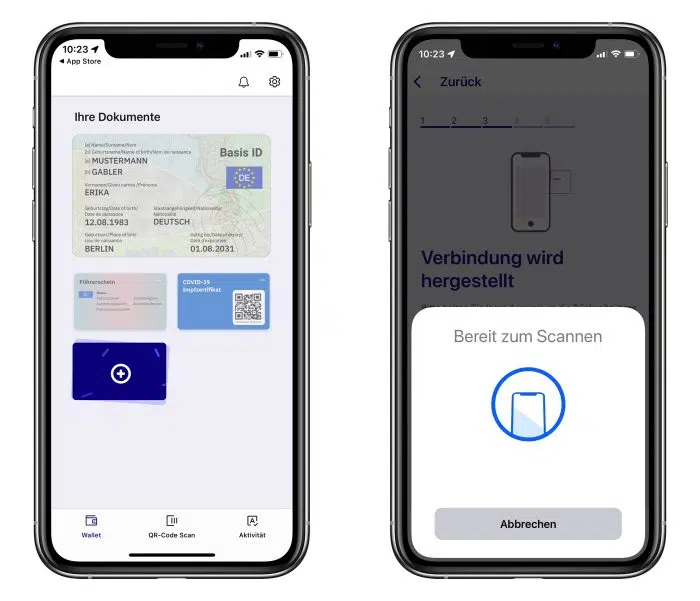 10:23
App Store
Ihre Dokumente
[a] Name/Surname/Nom
[b] Geburtsname/Name of birth/Nom de naissance
[a] MUSTERMANN
[b] GABLER
Basis ID
DE
Vornamen/Given names /Prénoms
ERIKA
Geburtstag/Date of birth/
Date de naissance
12.08.1983
Staatsangehörigkeit/Nationality/
Nationalité
DEUTSCH
Geburtsort/Place of birth/
Lieu de naissance
BERLIN
Gültig bis/Date of expiry/
Date d'expiration
01.08.2031
Führerschein
Name
COVID-19
Impfzertifikat
Wallet
QR-Code Scan
Aktivität
10:23
Zurück
1 2 3 4 5
Verbindung wird
hergestellt
Bereit zum Scannen
Abbrechen